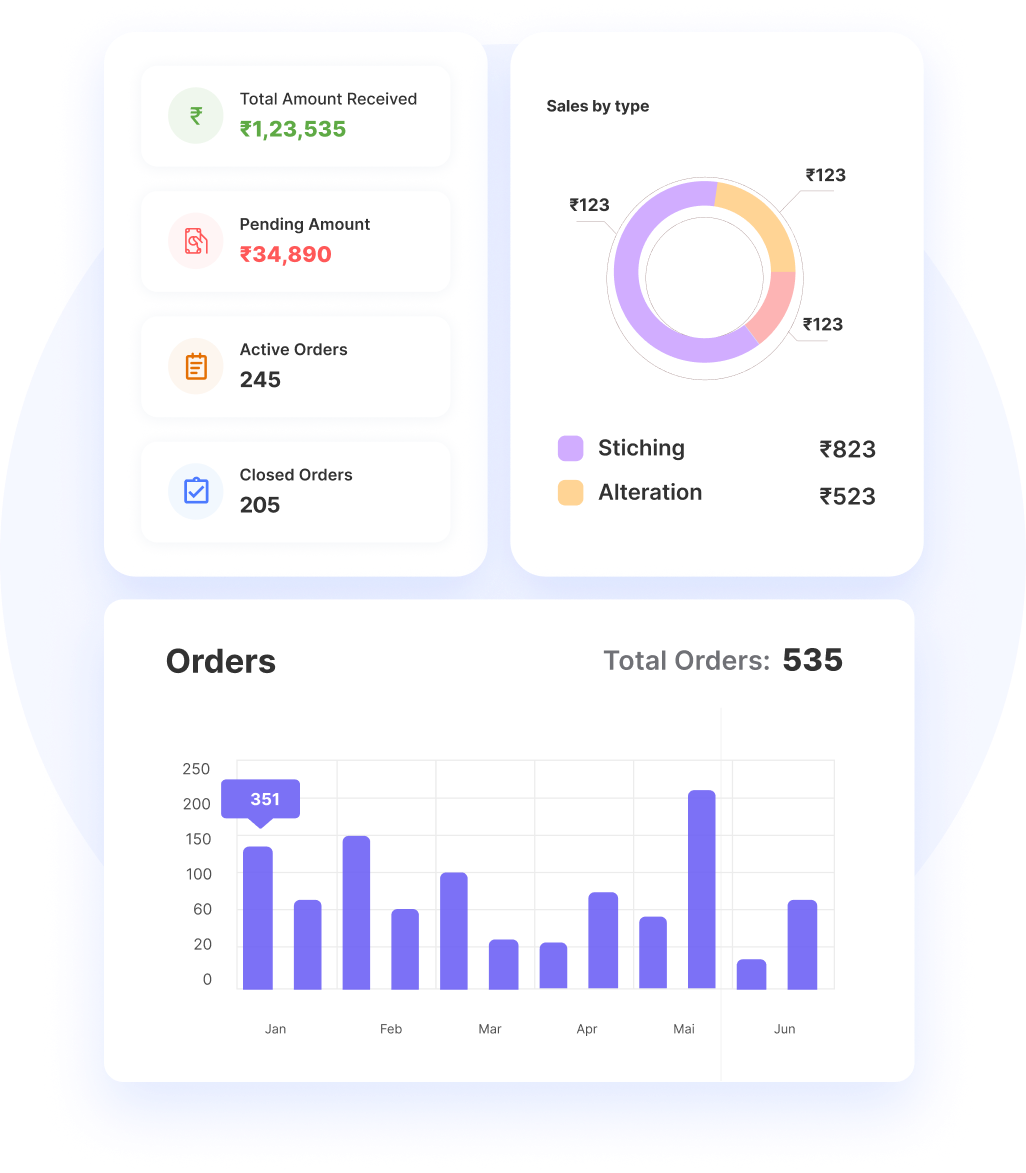 Total Amount Received
₹1,23,535
Pending Amount
₹34,890
Active Orders
245
Closed Orders
205
Sales by type
₹123
₹123
₹123
Stiching ₹823
Alteration ₹523
Orders
Total Orders: 535
250
351
200
150
100
60
20
0
Jan Feb Mar Apr Mai Jun